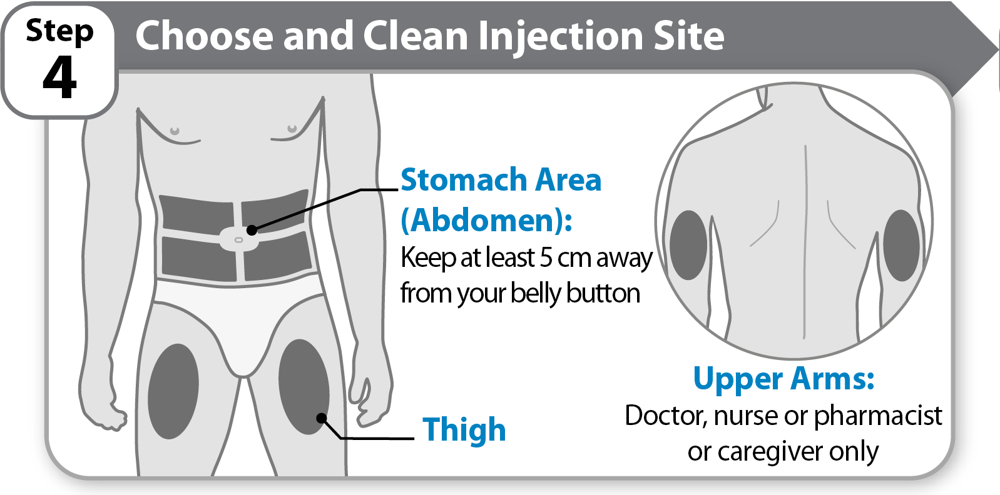 Step
4
Choose and Clean Injection Site
Stomach Area
(Abdomen):
Keep at least 5 cm away
from your belly button
Thigh
Upper Arms:
Doctor, nurse or pharmacist
or caregiver only